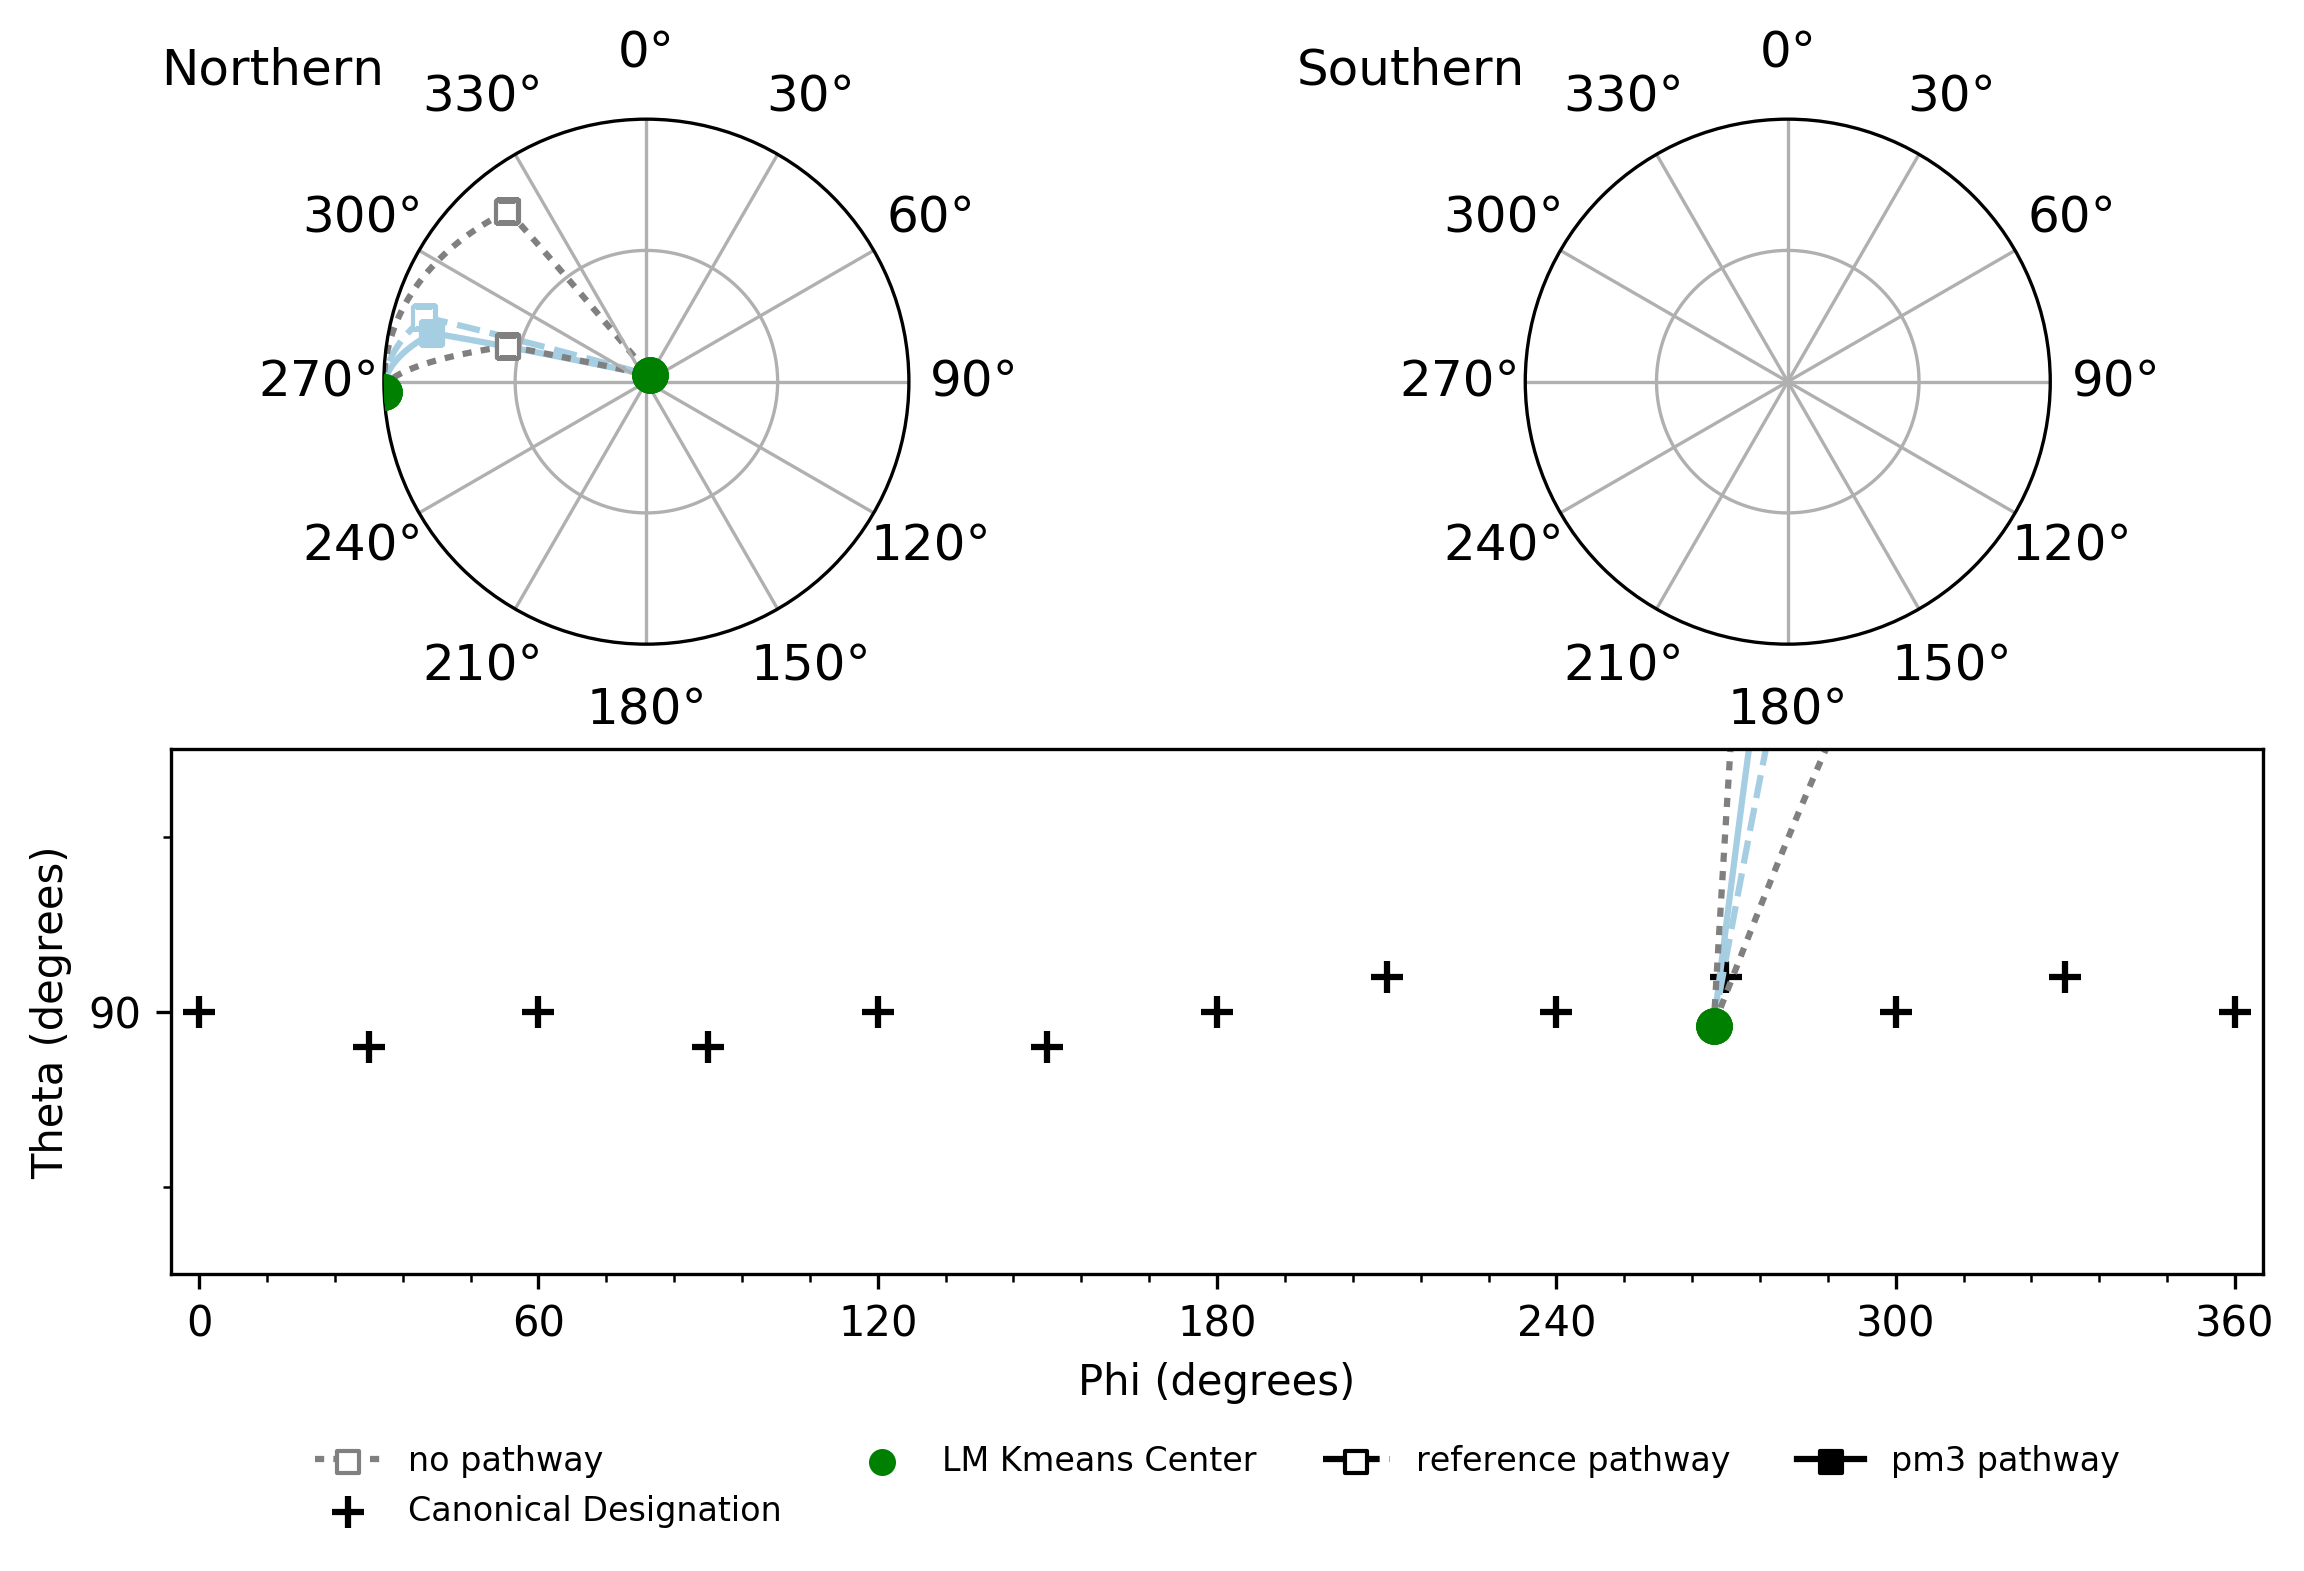 Northern
0°
30°
60°
90°
120°
150°
180°
210°
240°
270°
300°
330°
Southern
0°
30°
60°
90°
120°
150°
180°
210°
240°
270°
300°
330°
Theta (degrees)
90
0 60 120 180 240 300 360
Phi (degrees)
no pathway
Canonical Designation
LM Kmeans Center
reference pathway
pm3 pathway